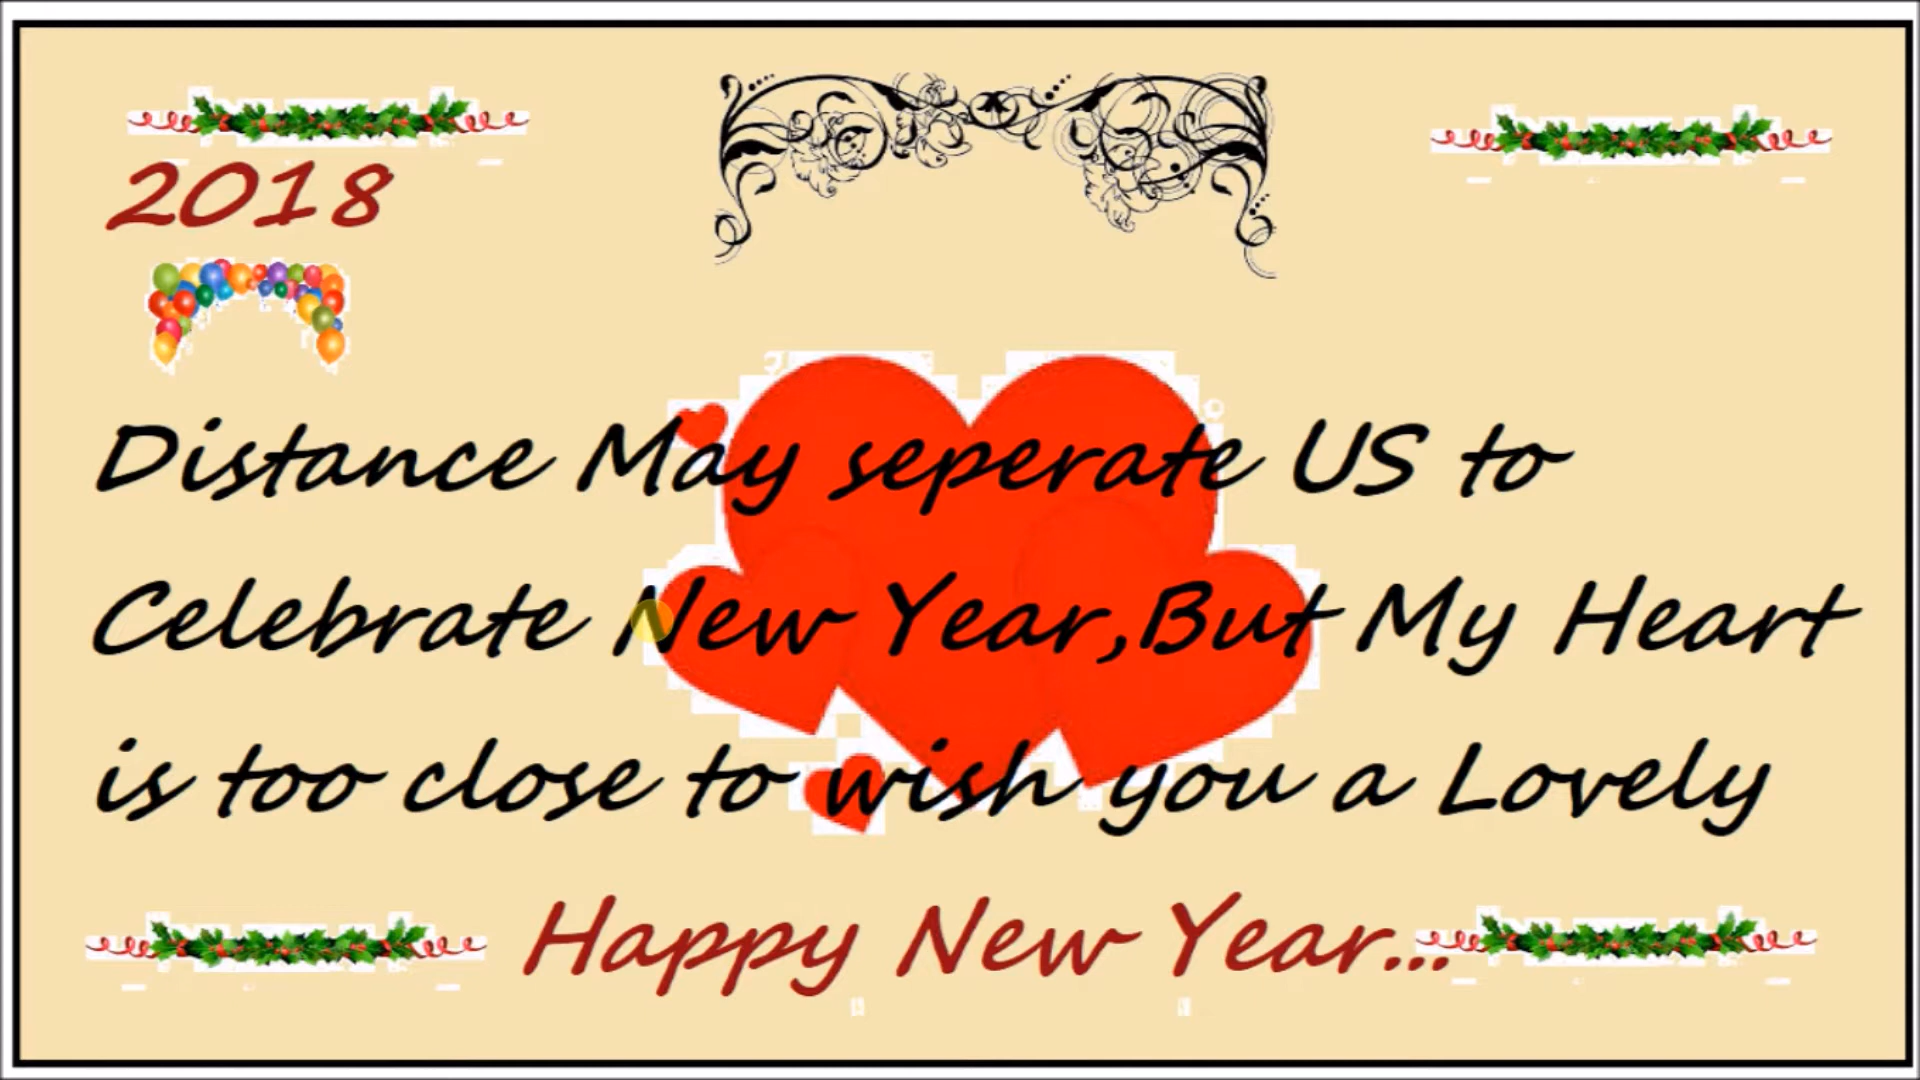 2018
Distance May seperate US to
Celebrate New Year,But My Heart
is too close to wish you a Lovely
Happy New Year...